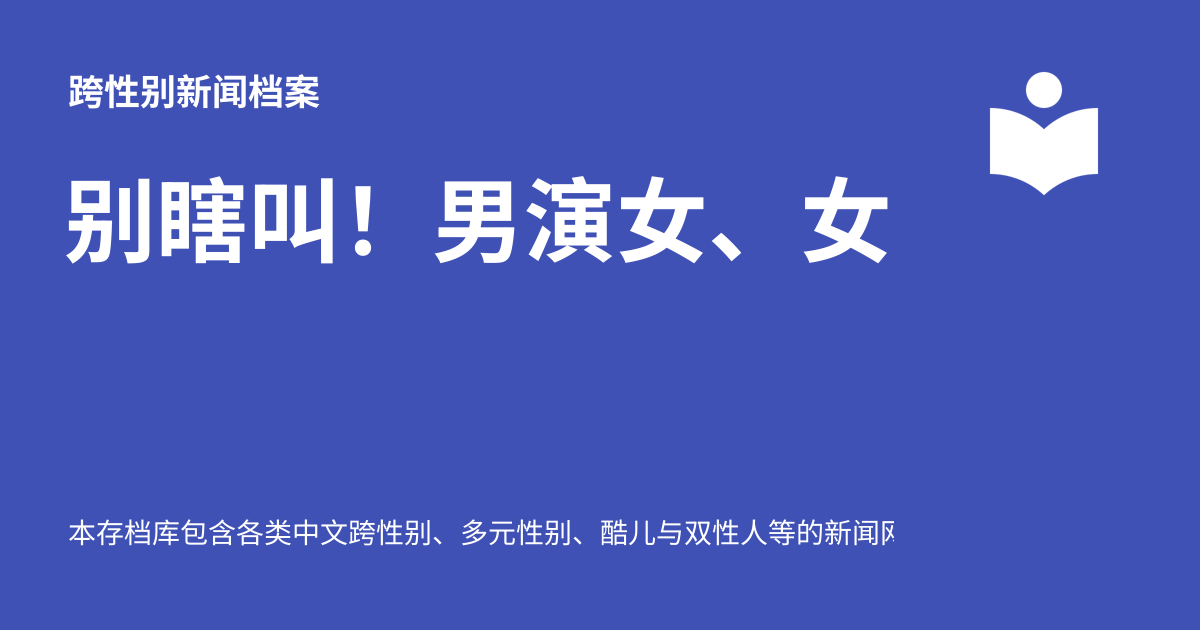 跨性别新闻档案
别瞎叫！男演女、女
本存档库包含各类中文跨性别、多元性别、酷儿与双性人等的新闻